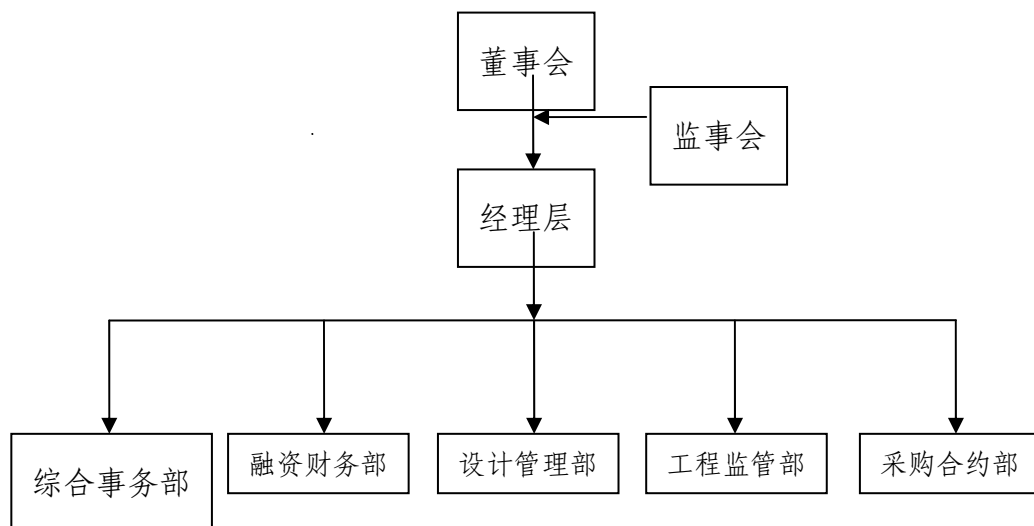 董事会
监事会
经理层
综合事务部
融资财务部
设计管理部
工程监管部
采购合约部